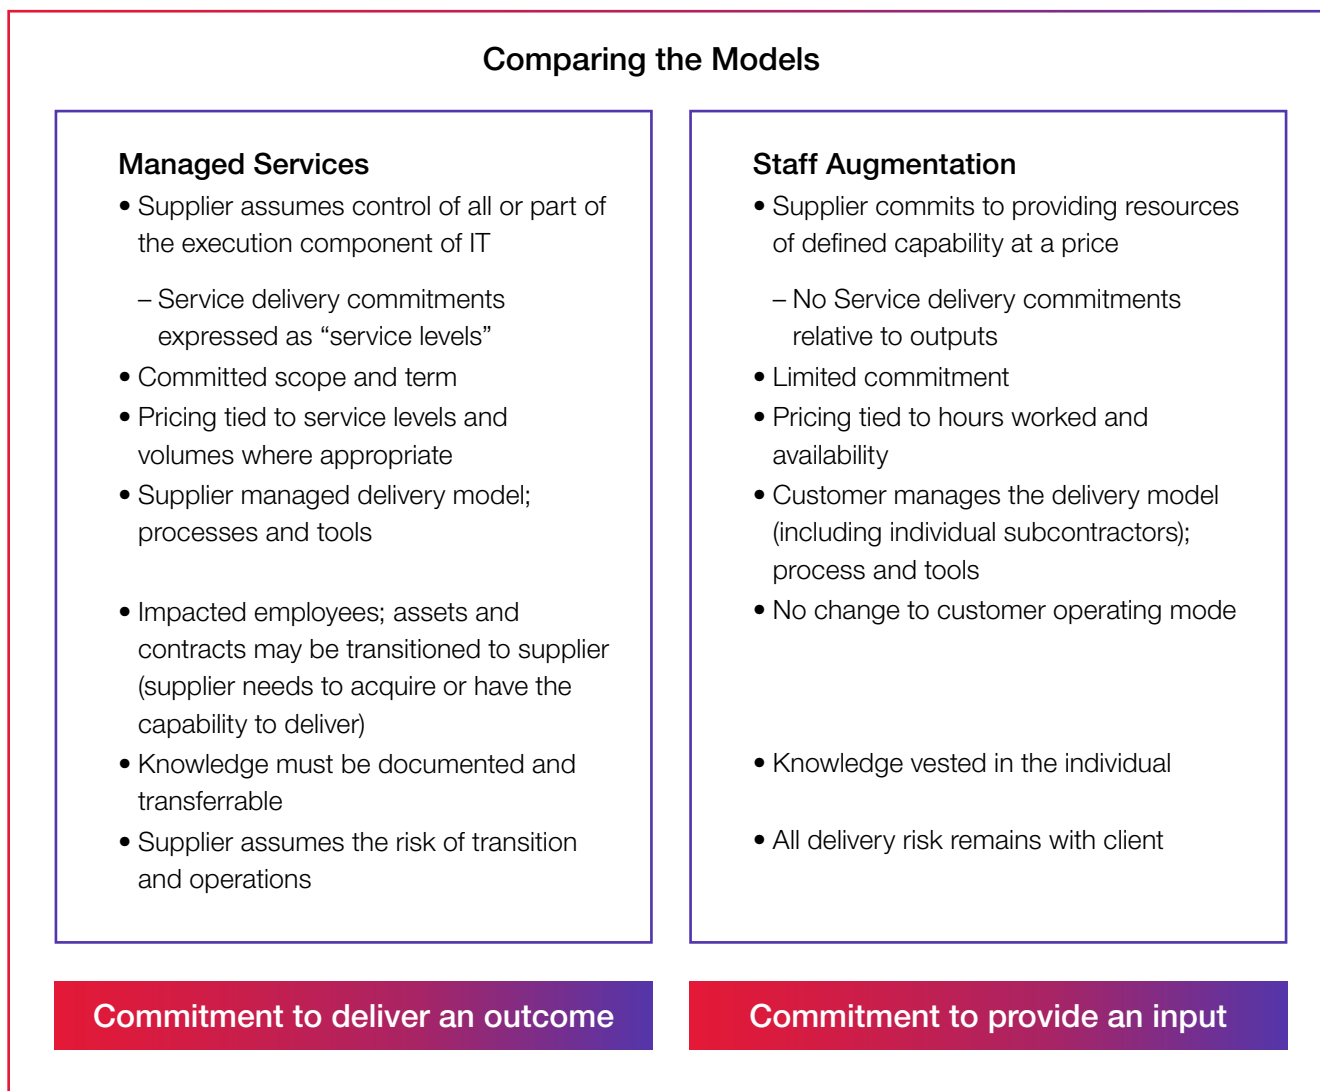 Comparing the Models
Managed Services
• Supplier assumes control of all or part of
the execution component of IT
– Service delivery commitments
expressed as “service levels”
• Committed scope and term
• Pricing tied to service levels and
volumes where appropriate
• Supplier managed delivery model;
processes and tools
• Impacted employees; assets and
contracts may be transitioned to supplier
(supplier needs to acquire or have the
capability to deliver)
• Knowledge must be documented and
transferrable
• Supplier assumes the risk of transition
and operations
Commitment to deliver an outcome
Staff Augmentation
• Supplier commits to providing resources
of defined capability at a price
– No Service delivery commitments
relative to outputs
• Limited commitment
• Pricing tied to hours worked and
availability
• Customer manages the delivery model
(including individual subcontractors);
process and tools
• No change to customer operating mode
• Knowledge vested in the individual
• All delivery risk remains with client
Commitment to provide an input